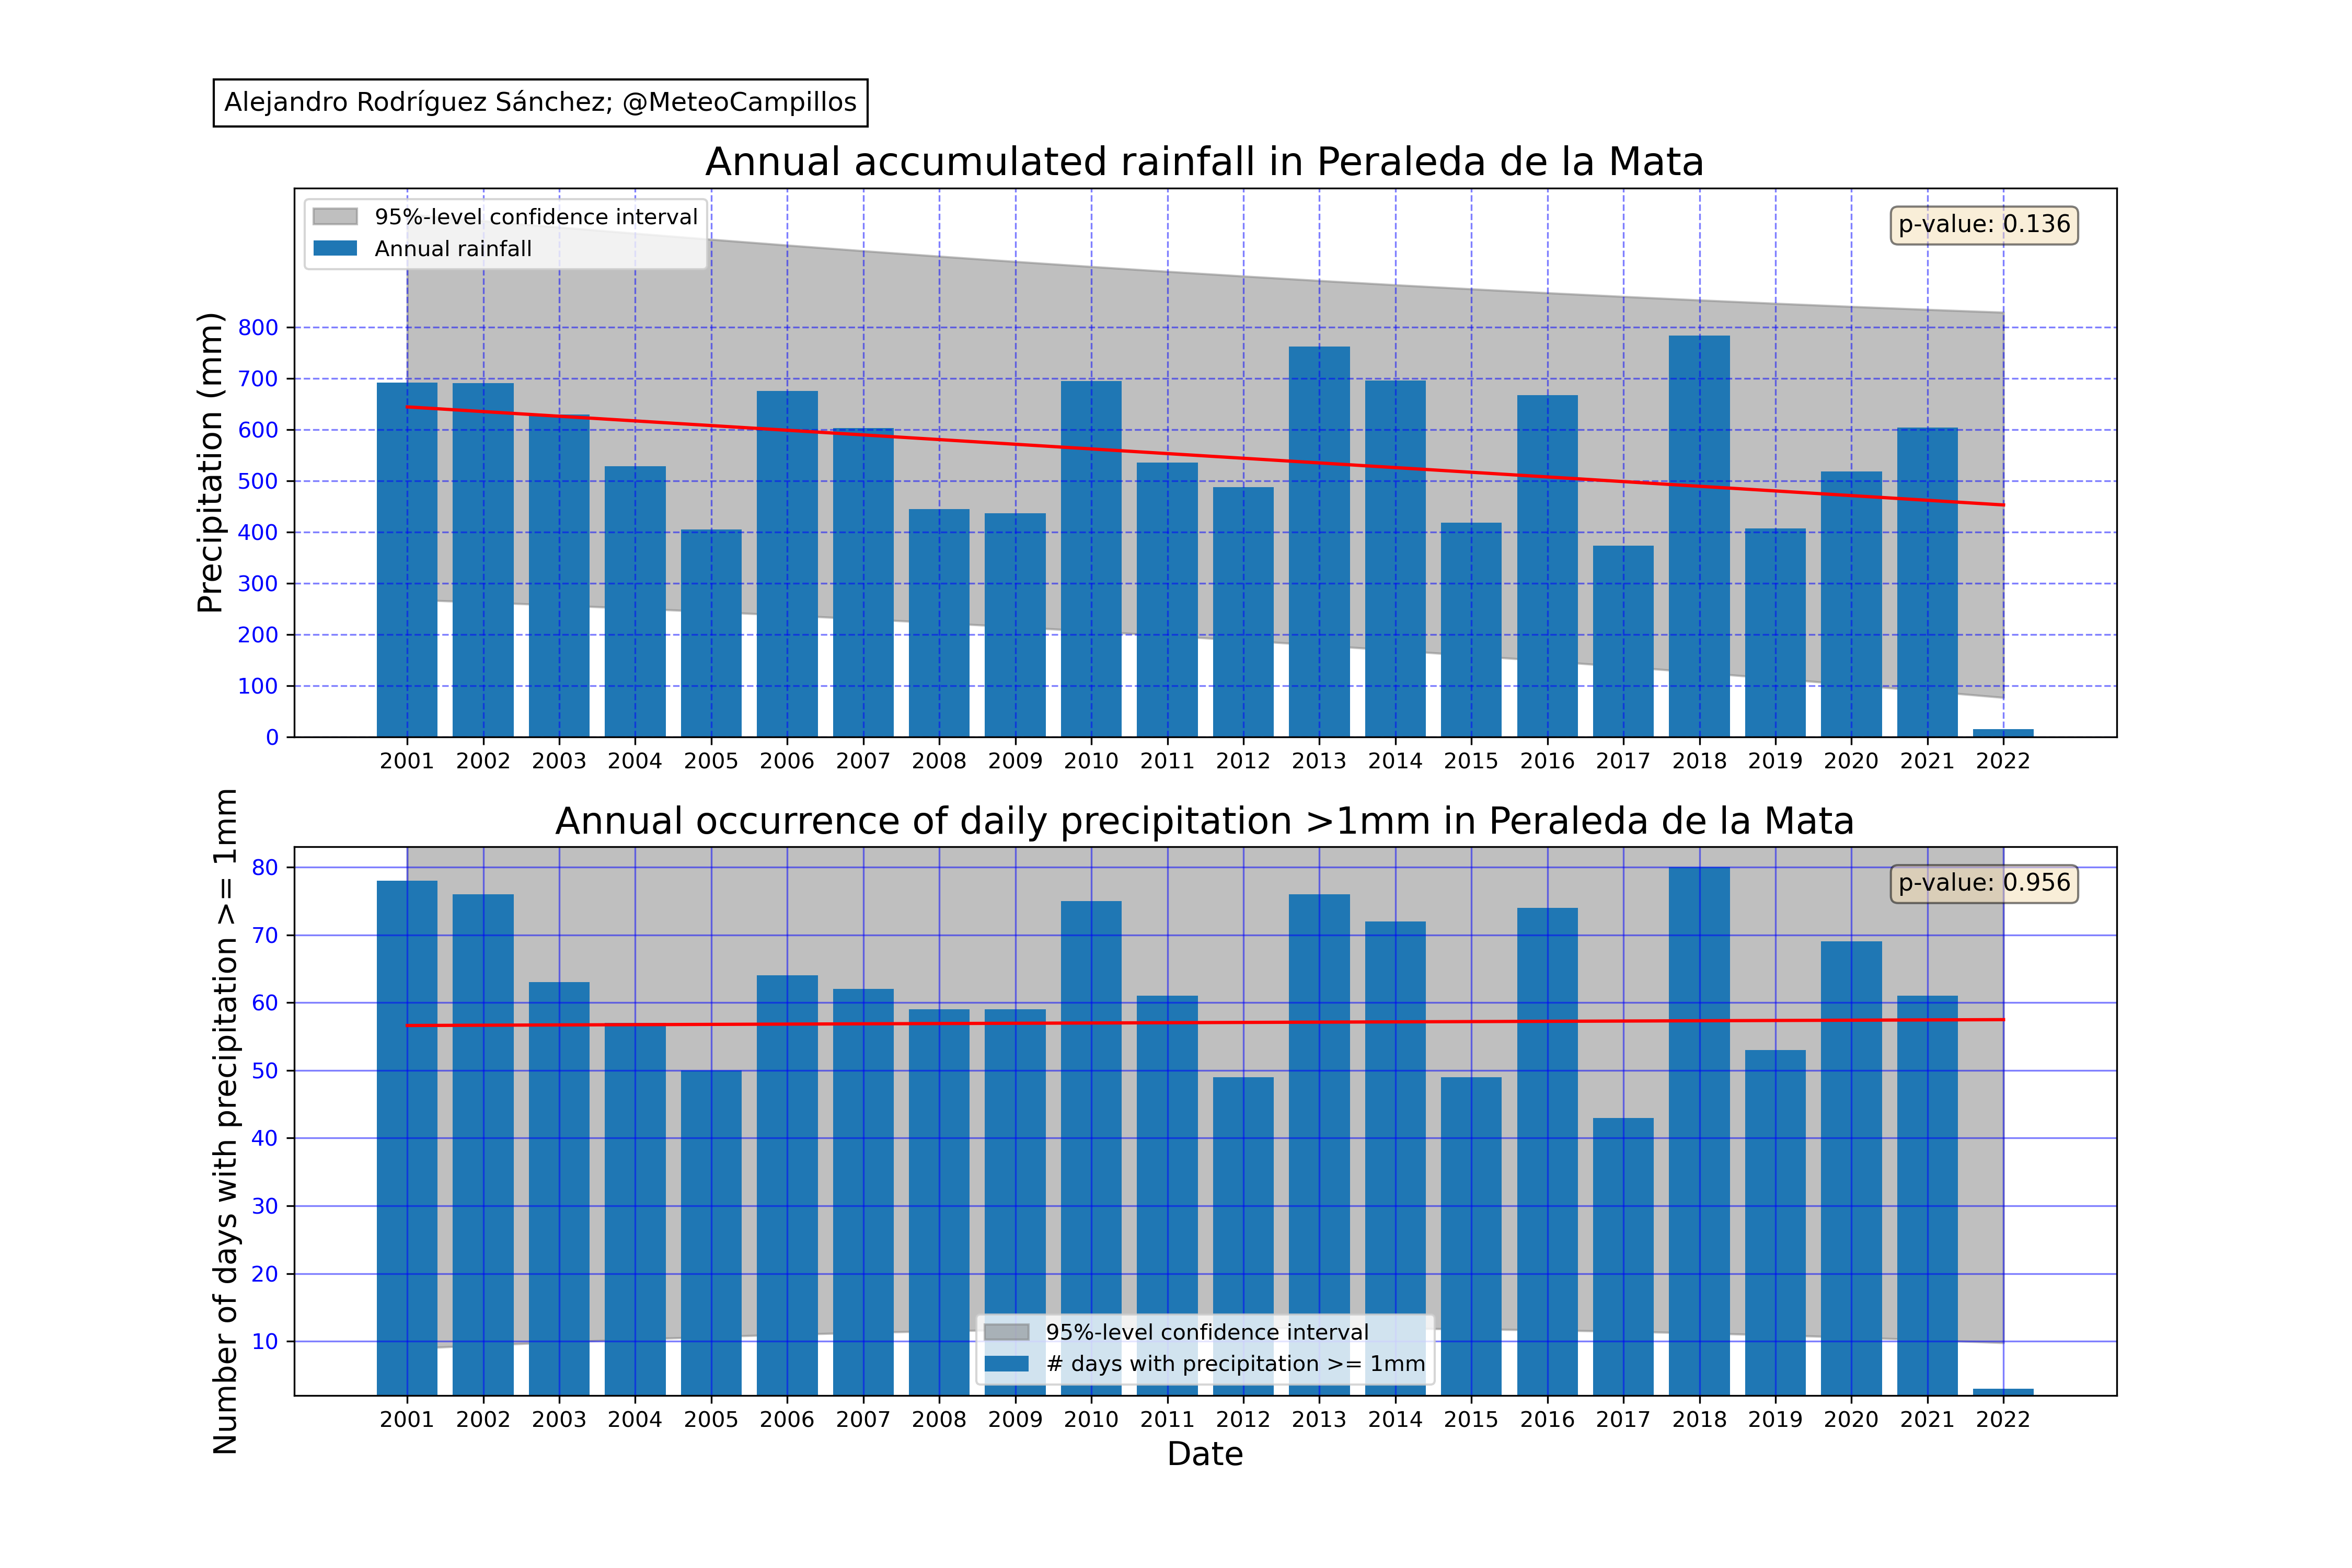 Alejandro Rodríguez Sánchez; @MeteoCampillos
Annual accumulated rainfall in Peraleda de la Mata
95%-level confidence interval
Annual rainfall
p-value: 0.136
Precipitation (mm)
800
700
600
500
400
300
200
100
0
2001 2002 2003 2004 2005 2006 2007 2008 2009 2010 2011 2012 2013 2014 2015 2016 2017 2018 2019 2020 2021 2022
Annual occurrence of daily precipitation >1mm in Peraleda de la Mata
p-value: 0.956
Number of days with precipitation >= 1mm
80
70
60
50
40
30
20
10
95%-level confidence interval
# days with precipitation >= 1mm
2001 2002 2003 2004 2005 2006 2007 2008 2009 2010 2011 2012 2013 2014 2015 2016 2017 2018 2019 2020 2021 2022
Date